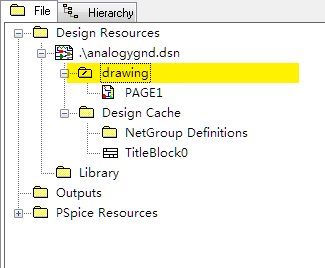 File Hierarchy
Design Resources
.\analogygnd.dsn
drawing
PAGE1
Design Cache
NetGroup Definitions
TitleBlock0
Library
Outputs
PSpice Resources